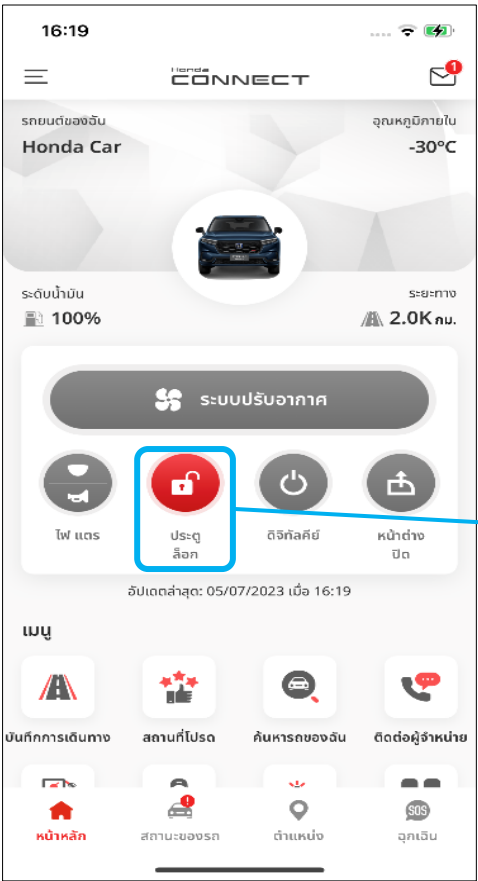 16:19
Honda
CONNECT
1
รถยนต์ของฉัน
อุณหภูมิภายใน
Honda Car
-30°C
ระดับน้ำมัน
ระยะทาง
100%
2.0K กม.
ระบบปรับอากาศ
ไฟ แตร
ประตู
ล็อก
ดิจิทัลคีย์
หน้าต่าง
ปิด
อัปเดตล่าสุด: 05/07/2023 เมื่อ 16:19
เมนู
บันทึกการเดินทาง
สถานที่โปรด
ค้นหารถของฉัน
ติดต่อผู้จำหน่าย
หน้าหลัก
สถานะของรถ
ตำแหน่ง
SOS
ฉุกเฉิน